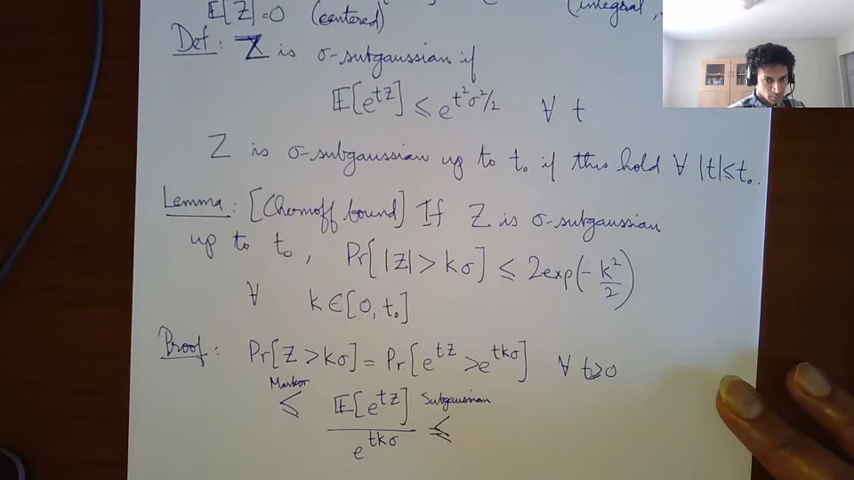 E[Z]=0 (centered) (integral,
Def: Z is σ-subgaussian if
E[e^{tZ}] ≤ e^{t²σ²/2} ∀ t
Z is σ-subgaussian up to t₀ if this hold ∀ |t|≤t₀.
Lemma: [Chernoff bound] If Z is σ-subgaussian
up to t₀, Pr[|Z|>kσ] ≤ 2exp(-k²/2)
∀ k∈[0,t₀]
Proof: Pr[Z>kσ] = Pr[e^{tZ}>e^{tkσ}] ∀ t>0
Markov Subgaussian
≤ E[e^{tZ}]/e^{tkσ} ≤